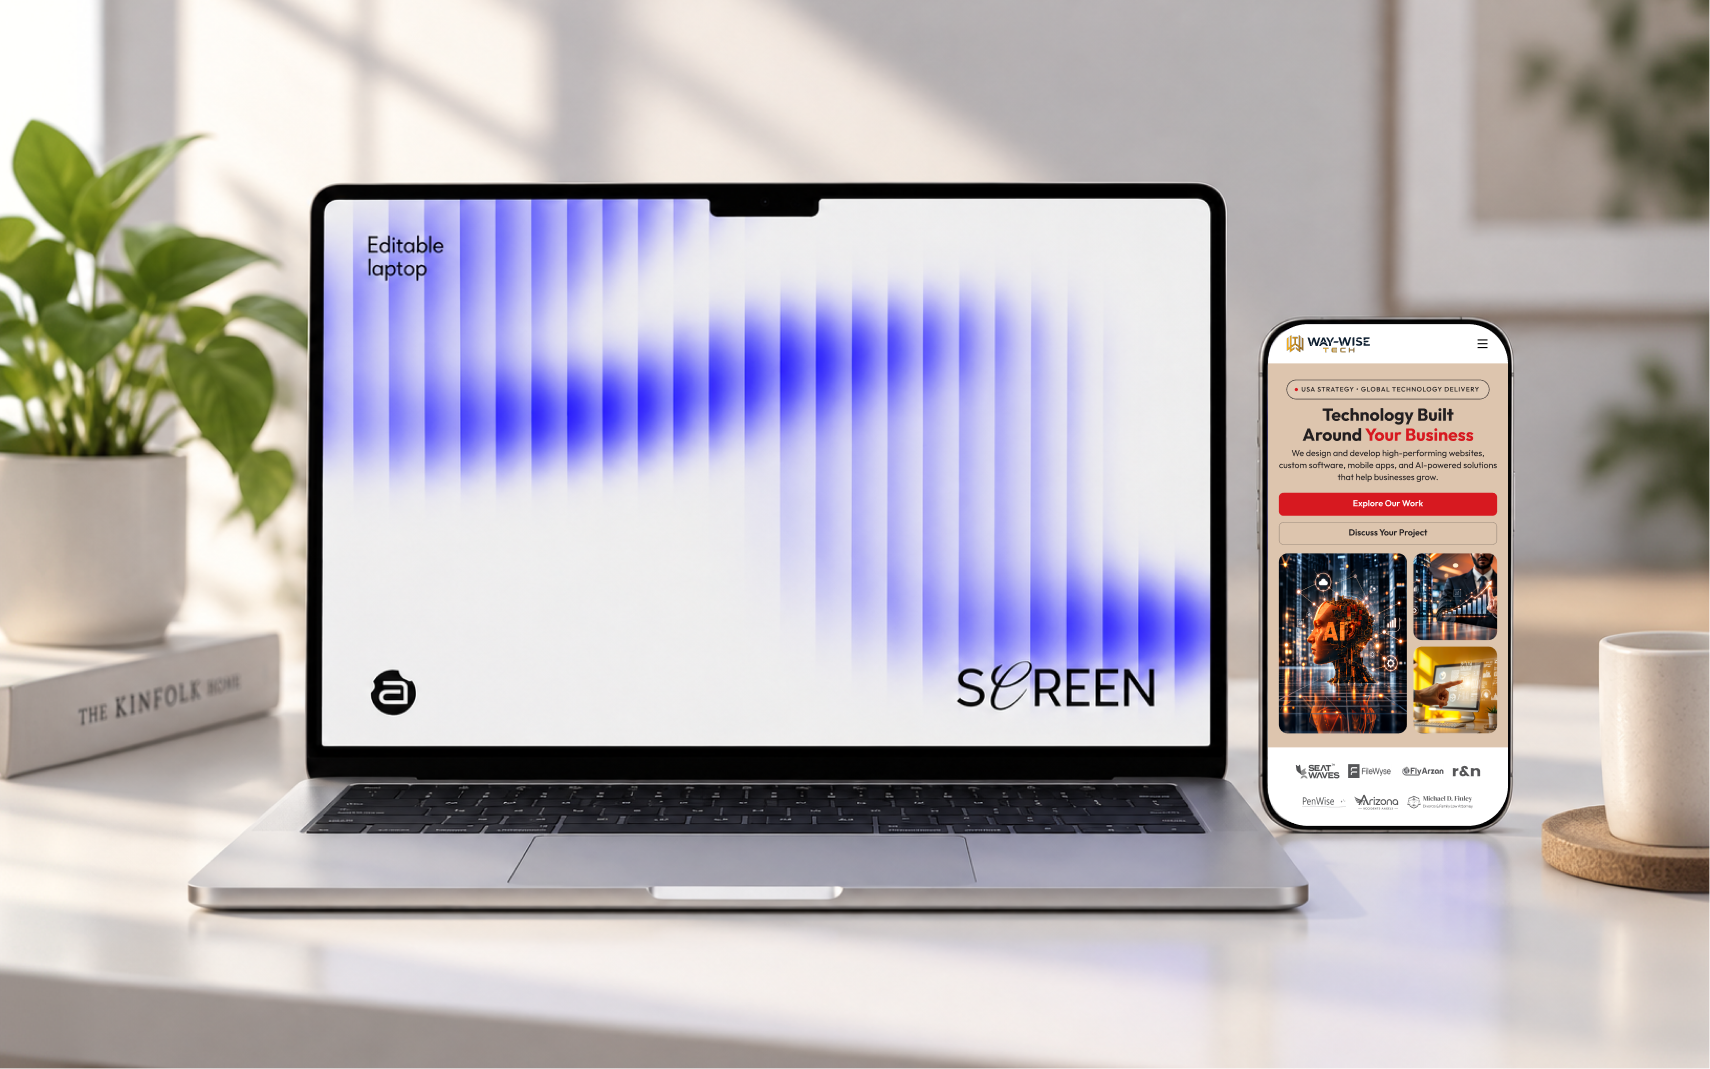 Editable
laptop
SCREEN
THE KINFOLK HOME
WAY-WISE
TECH
USA STRATEGY • GLOBAL TECHNOLOGY DELIVERY
Technology Built
Around Your Business
We design and develop high-performing websites,
custom software, mobile apps, and AI-powered solutions
that help businesses grow.
Explore Our Work
Discuss Your Project
AI
SEAT WAVES
FileWyse
FlyArzan
r&n
PenWise
Arizona
Michael D. Finley